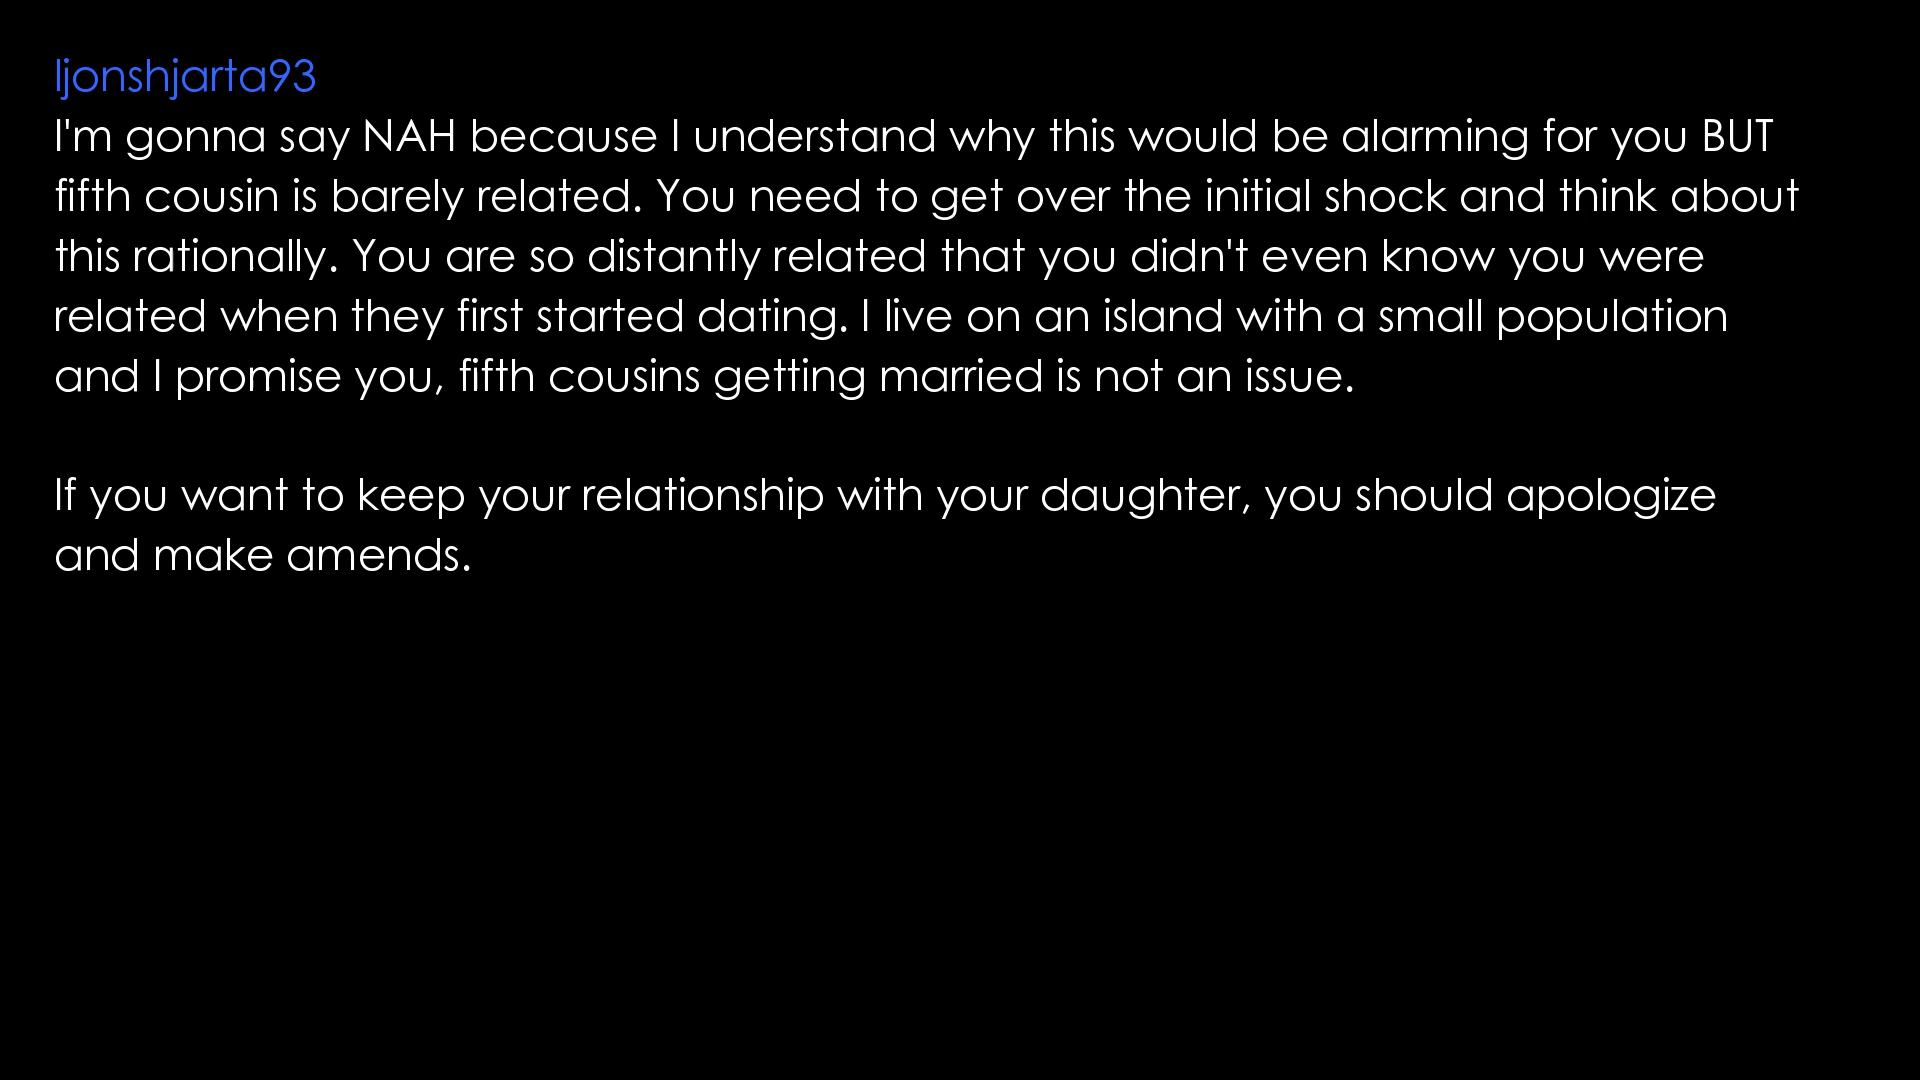 ljonshjarta93
I'm gonna say NAH because I understand why this would be alarming for you BUT
fifth cousin is barely related. You need to get over the initial shock and think about
this rationally. You are so distantly related that you didn't even know you were
related when they first started dating. I live on an island with a small population
and I promise you, fifth cousins getting married is not an issue.
If you want to keep your relationship with your daughter, you should apologize
and make amends.